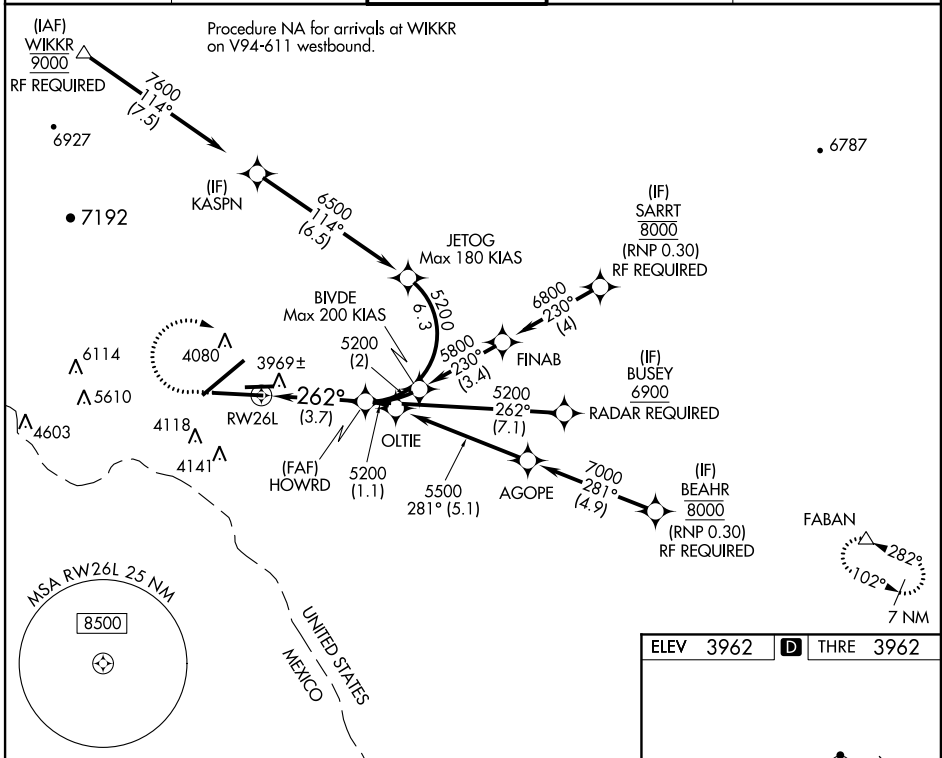 Procedure NA for arrivals at WIKKR
on V94-611 westbound.
(IAF)
WIKKR
9000
RF REQUIRED
7600
114°
(7.5)
6927
6787
(IF)
KASPN
6500
114°
(6.5)
7192
(IF)
SARRT
8000
(RNP 0.30)
RF REQUIRED
JETOG
Max 180 KIAS
5200
6.3
6800
230°
(4)
BIVDE
Max 200 KIAS
5200
(2)
5800
230°
(3.4)
FINAB
4080
3969±
6114
5610
4603
4118
4141
RW26L
262°
(3.7)
(IF)
BUSEY
6900
RADAR REQUIRED
5200
262°
(7.1)
OLTIE
(FAF)
HOWRD
5200
(1.1)
5500
281° (5.1)
AGOPE
7000
281°
(4.9)
(IF)
BEAHR
8000
(RNP 0.30)
RF REQUIRED
FABAN
282°
102°
7 NM
MSA RW26L 25 NM
8500
UNITED STATES
MEXICO
ELEV 3962 D THRE 3962